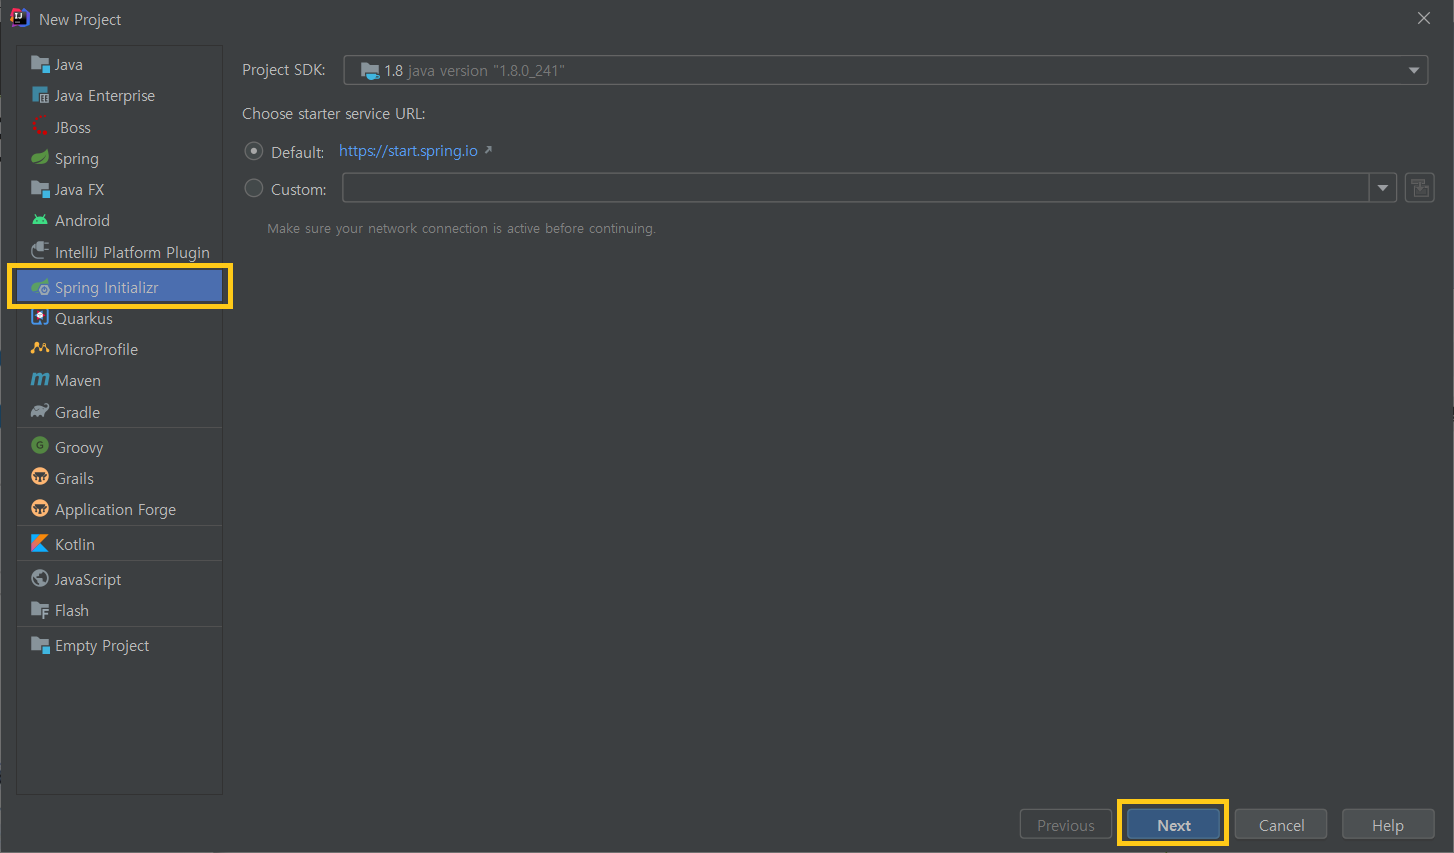 New Project
Java
Java Enterprise
JBoss
Spring
Java FX
Android
IntelliJ Platform Plugin
Spring Initializr
Quarkus
MicroProfile
Maven
Gradle
Groovy
Grails
Application Forge
Kotlin
JavaScript
Flash
Empty Project
Project SDK: 1.8 java version "1.8.0_241"
Choose starter service URL:
Default: https://start.spring.io
Custom:
Make sure your network connection is active before continuing.
Previous Next Cancel Help